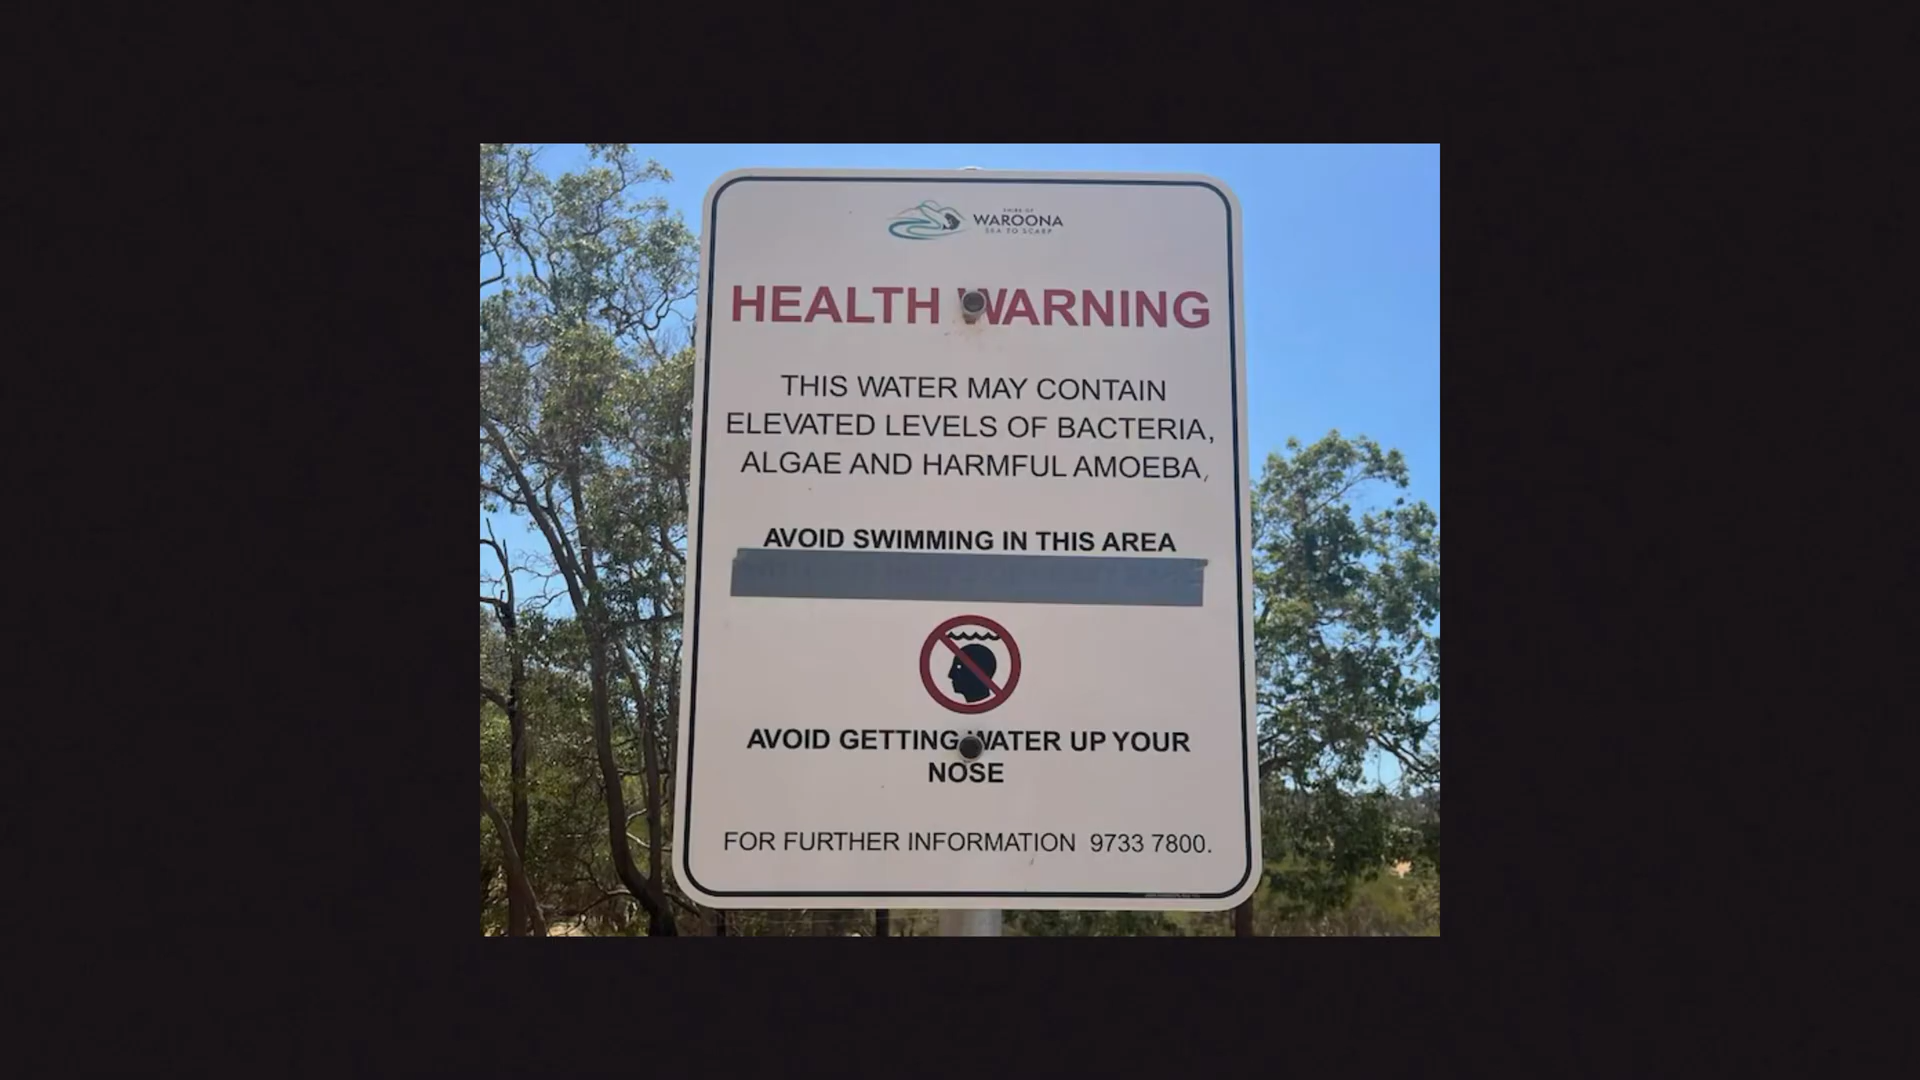 SHIRE OF
WAROONA
SEA TO SCARP
HEALTH WARNING
THIS WATER MAY CONTAIN
ELEVATED LEVELS OF BACTERIA,
ALGAE AND HARMFUL AMOEBA,
AVOID SWIMMING IN THIS AREA
AVOID GETTING WATER UP YOUR
NOSE
FOR FURTHER INFORMATION 9733 7800.